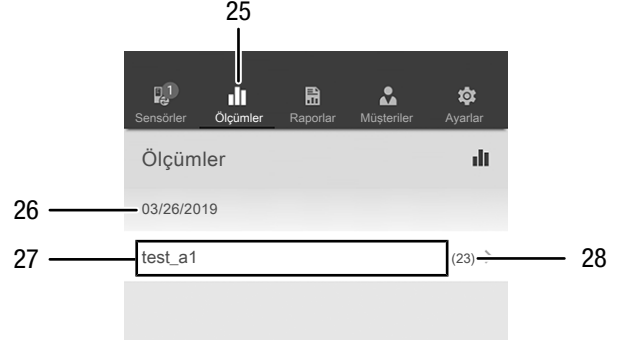 25
1
Sensörler Ölçümler Raporlar Müşteriler Ayarlar
Ölçümler
26 03/26/2019
27 test_a1 (23) 28